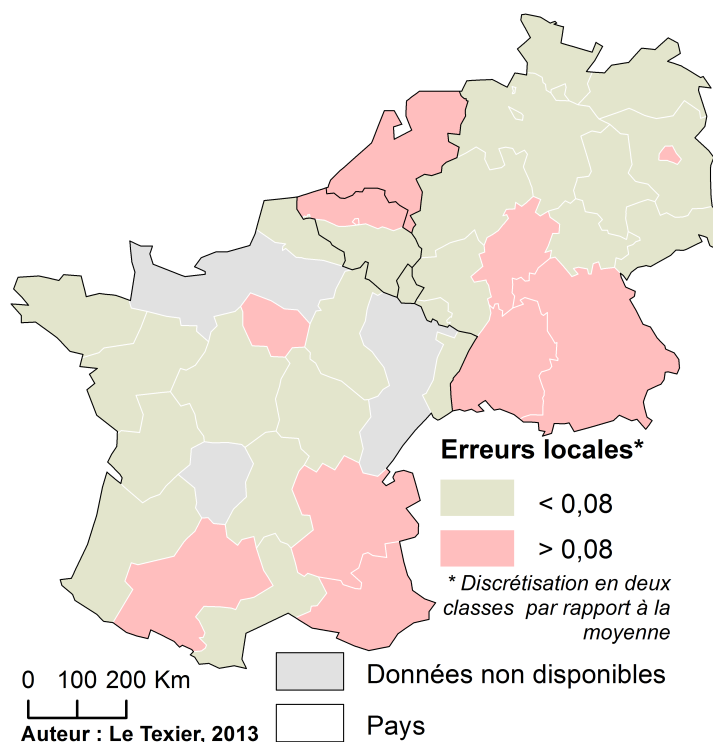 Erreurs locales*
< 0,08
> 0,08
* Discrétisation en deux
classes par rapport à la
moyenne
0 100 200 Km
Données non disponibles
Pays
Auteur : Le Texier, 2013